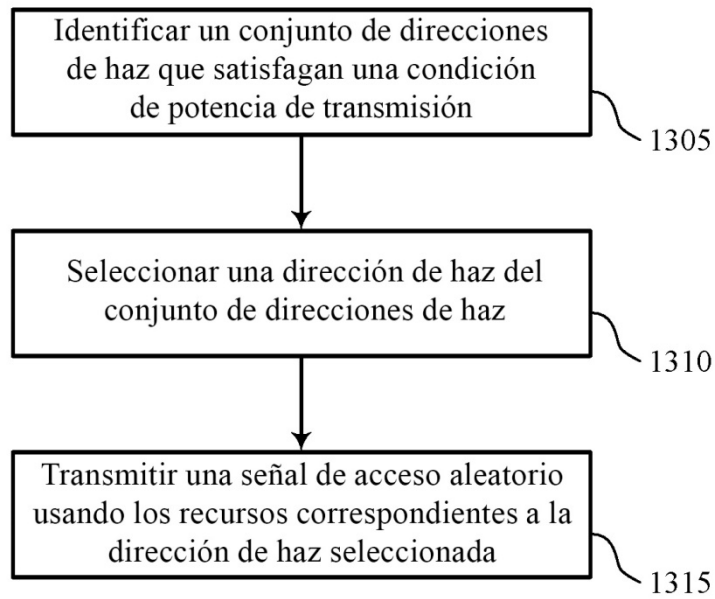 Identificar un conjunto de direcciones
de haz que satisfagan una condición
de potencia de transmisión
1305
Seleccionar una dirección de haz del
conjunto de direcciones de haz
1310
Transmitir una señal de acceso aleatorio
usando los recursos correspondientes a la
dirección de haz seleccionada
1315